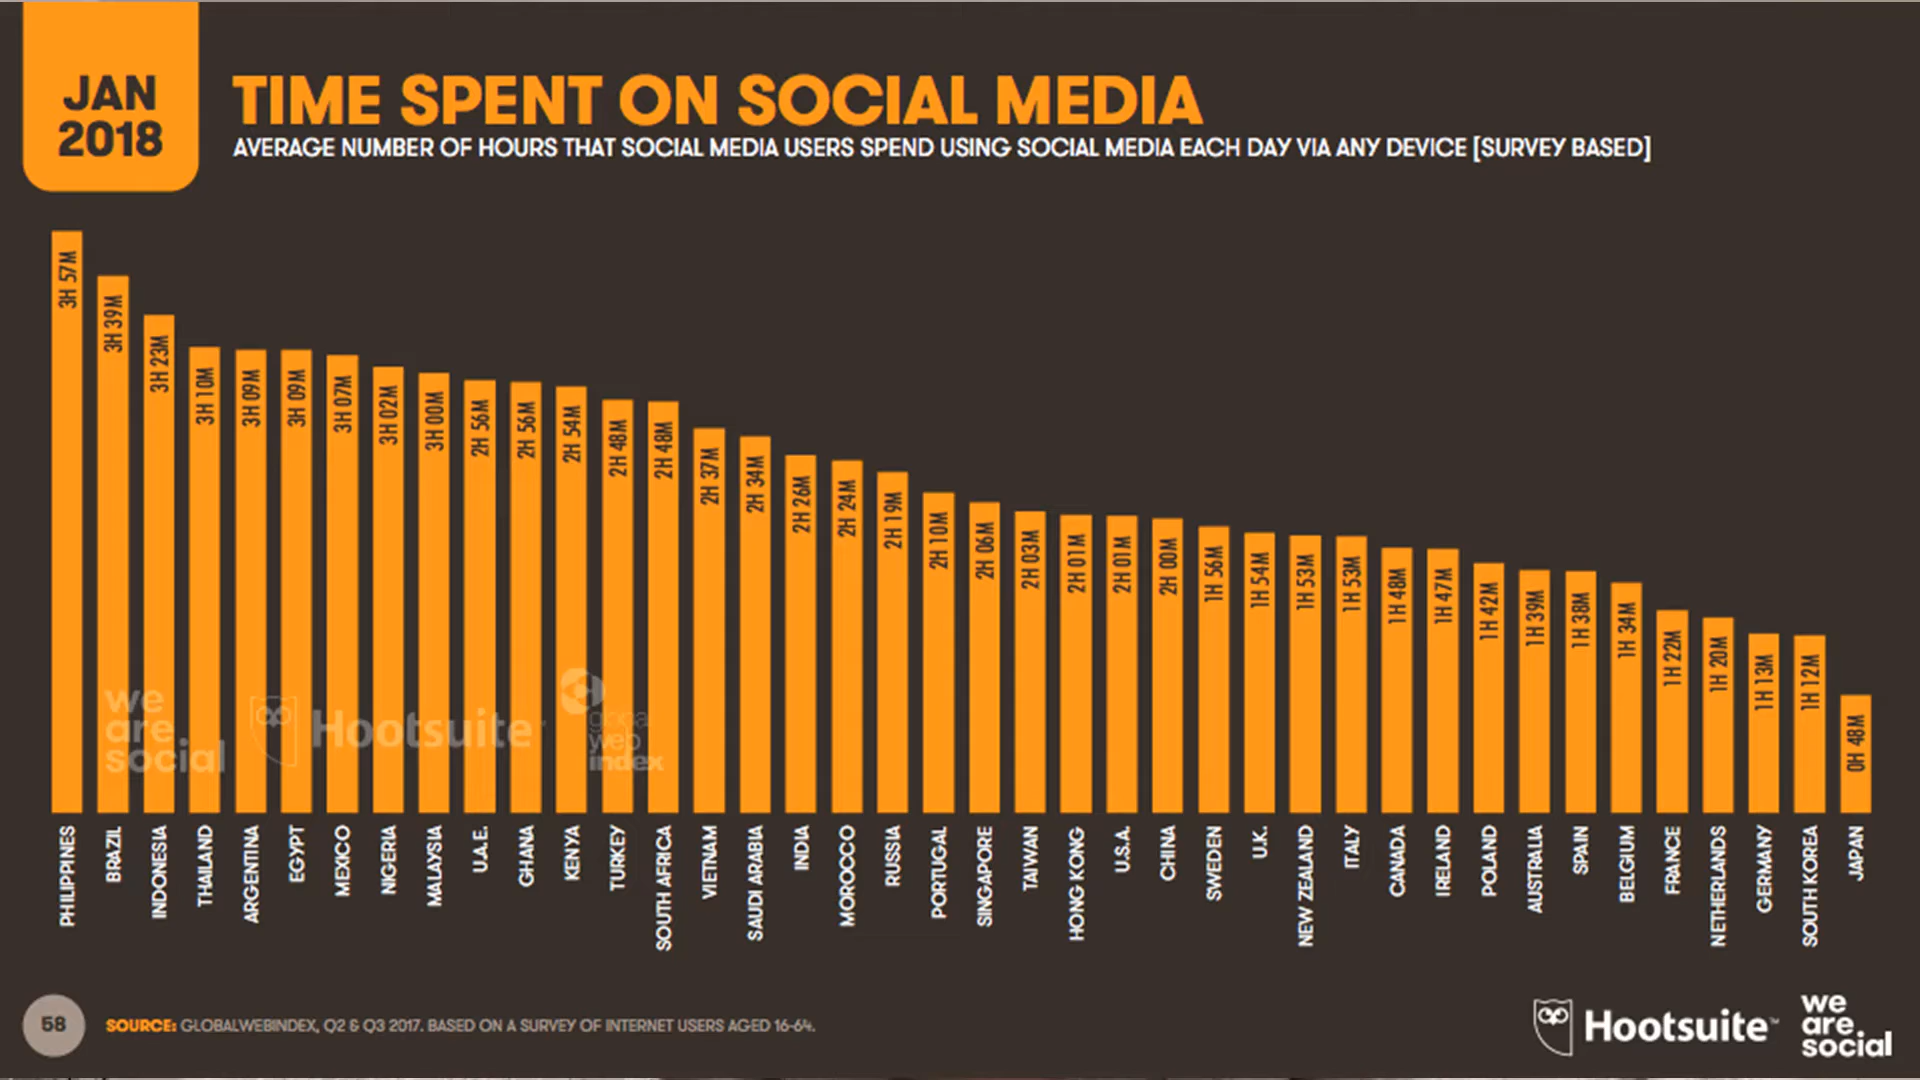 JAN
2018
TIME SPENT ON SOCIAL MEDIA
AVERAGE NUMBER OF HOURS THAT SOCIAL MEDIA USERS SPEND USING SOCIAL MEDIA EACH DAY VIA ANY DEVICE [SURVEY BASED]
3H 57M
3H 39M
3H 23M
3H 10M
3H 09M
3H 09M
3H 07M
3H 02M
3H 00M
2H 56M
2H 56M
2H 54M
2H 48M
2H 48M
2H 37M
2H 34M
2H 26M
2H 24M
2H 19M
2H 10M
2H 06M
2H 03M
2H 01M
2H 01M
2H 00M
1H 56M
1H 54M
1H 53M
1H 53M
1H 48M
1H 47M
1H 42M
1H 39M
1H 38M
1H 34M
1H 22M
1H 20M
1H 13M
1H 12M
0H 48M
we
are
social
Hootsuite
global
web
index
PHILIPPINES
BRAZIL
INDONESIA
THAILAND
ARGENTINA
EGYPT
MEXICO
NIGERIA
MALAYSIA
U.A.E.
GHANA
KENYA
TURKEY
SOUTH AFRICA
VIETNAM
SAUDI ARABIA
INDIA
MOROCCO
RUSSIA
PORTUGAL
SINGAPORE
TAIWAN
HONG KONG
U.S.A.
CHINA
SWEDEN
U.K.
NEW ZEALAND
ITALY
CANADA
IRELAND
POLAND
AUSTRALIA
SPAIN
BELGIUM
FRANCE
NETHERLANDS
GERMANY
SOUTH KOREA
JAPAN
58
SOURCE: GLOBALWEBINDEX, Q2 & Q3 2017. BASED ON A SURVEY OF INTERNET USERS AGED 16-64.
Hootsuite™
we
are.
social